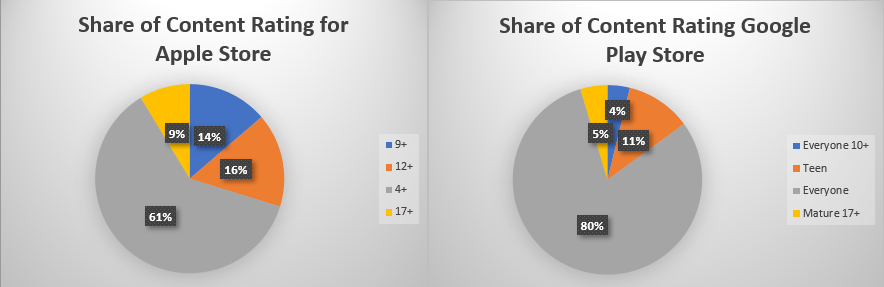 Share of Content Rating for
Apple Store
9%
14%
16%
61%
9+
12+
4+
17+
Share of Content Rating Google
Play Store
4%
5%
11%
80%
Everyone 10+
Teen
Everyone
Mature 17+